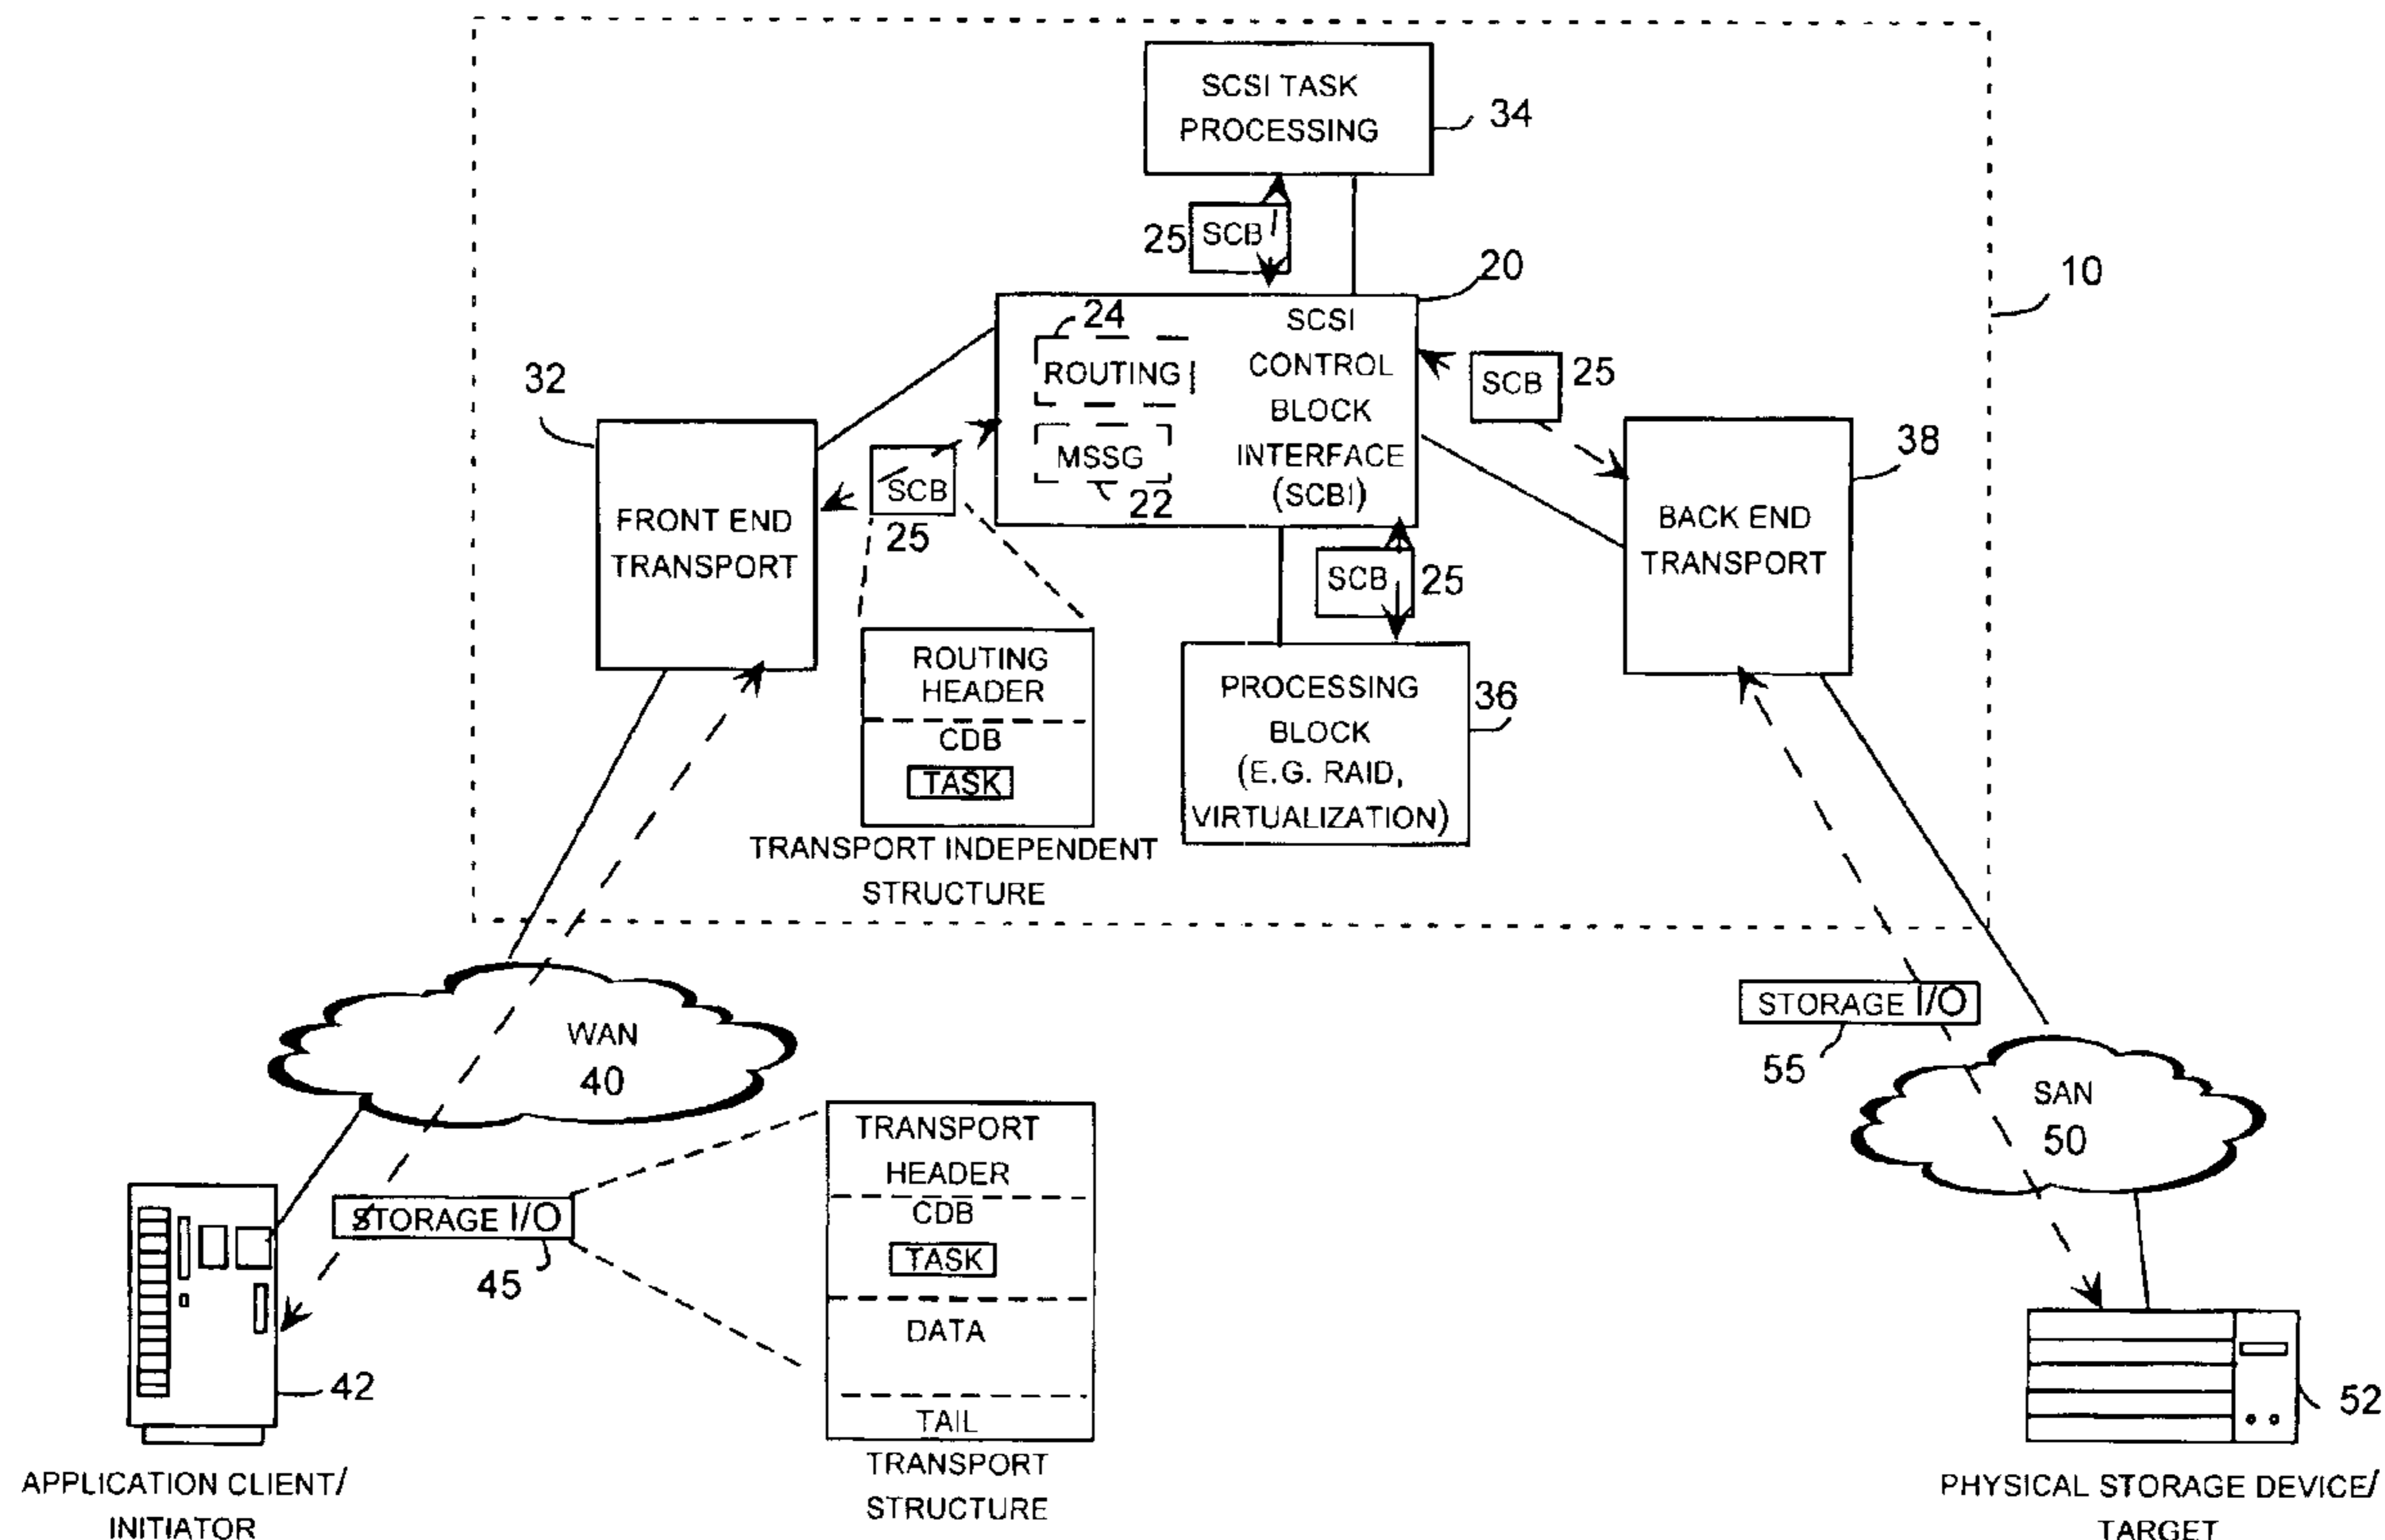 SCSI TASK
PROCESSING
34
25
SCB
20
10
24
ROUTING
MSSG
22
SCSI
CONTROL
BLOCK
INTERFACE
(SCBI)
SCB
25
32
FRONT END
TRANSPORT
SCB
25
38
BACK END
TRANSPORT
SCB
25
ROUTING
HEADER
CDB
TASK
TRANSPORT INDEPENDENT
STRUCTURE
PROCESSING
BLOCK
(E.G. RAID,
VIRTUALIZATION)
36
WAN
40
STORAGE I/O
55
SAN
50
STORAGE I/O
45
TRANSPORT
HEADER
CDB
TASK
DATA
TAIL
TRANSPORT
STRUCTURE
42
APPLICATION CLIENT/
INITIATOR
52
PHYSICAL STORAGE DEVICE/
TARGET